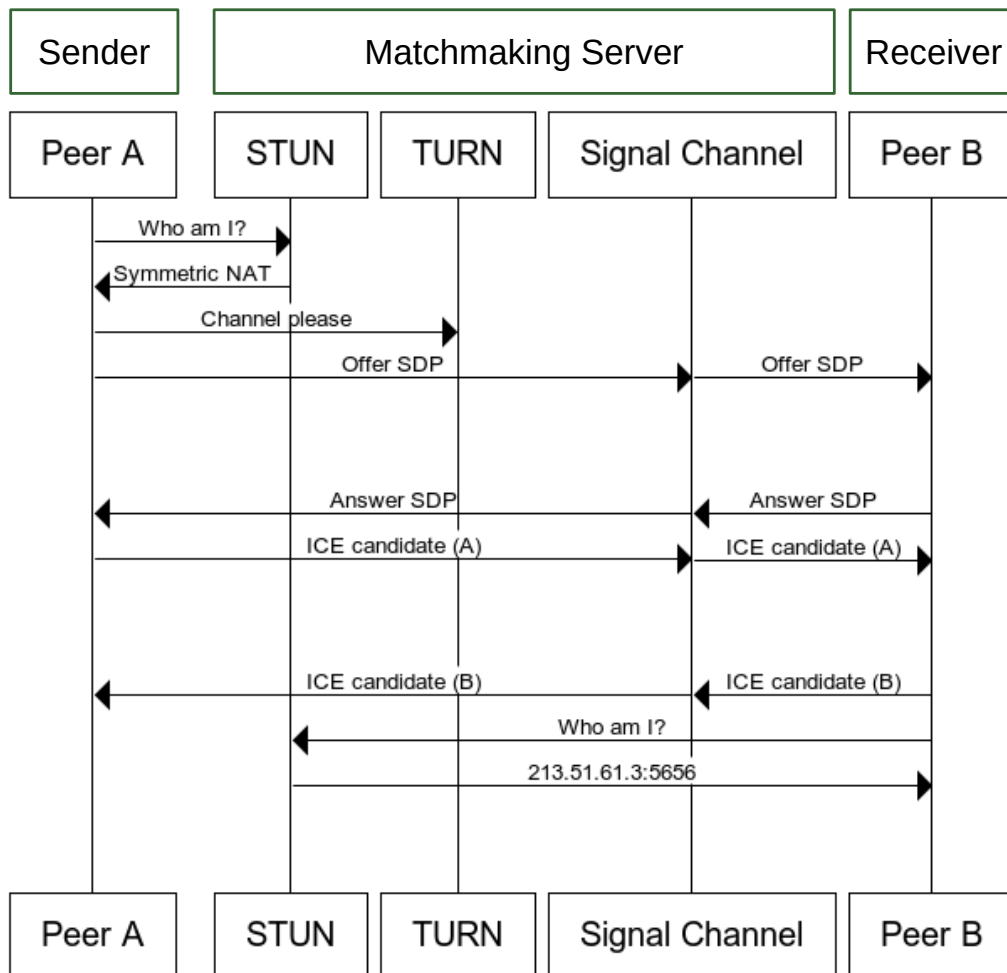 Sender
Matchmaking Server
Receiver
Peer A
STUN
TURN
Signal Channel
Peer B
Who am I?
Symmetric NAT
Channel please
Offer SDP
Offer SDP
Answer SDP
Answer SDP
ICE candidate (A)
ICE candidate (A)
ICE candidate (B)
ICE candidate (B)
Who am I?
213.51.61.3:5656
Peer A
STUN
TURN
Signal Channel
Peer B